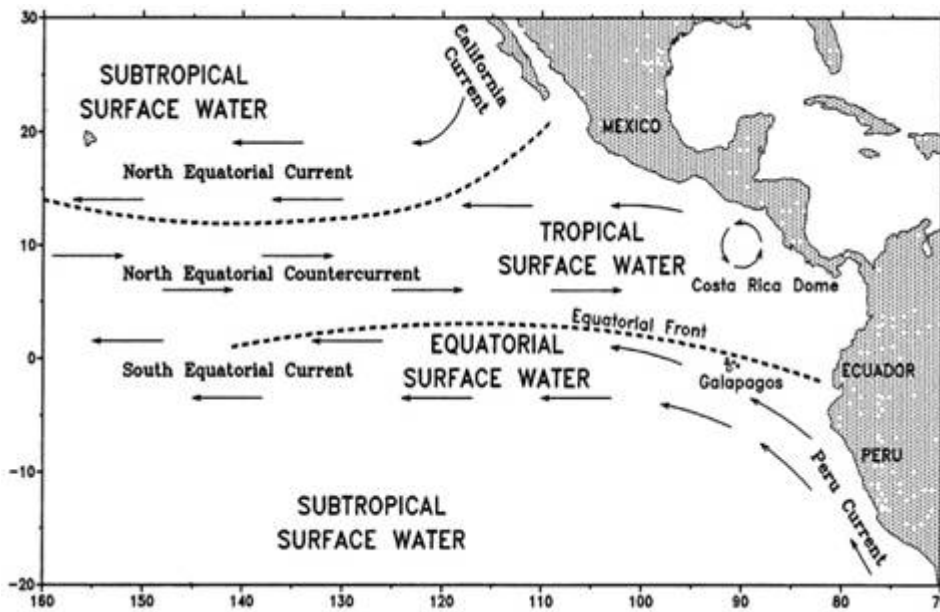 30
SUBTROPICAL
SURFACE WATER
California
Current
20
MEXICO
North Equatorial Current
TROPICAL
SURFACE WATER
10
North Equatorial Countercurrent
Costa Rica Dome
Equatorial Front
0
EQUATORIAL
SURFACE WATER
South Equatorial Current
Galapagos
ECUADOR
PERU
Peru Current
-10
SUBTROPICAL
SURFACE WATER
-20
160 150 140 130 120 110 100 90 80 70